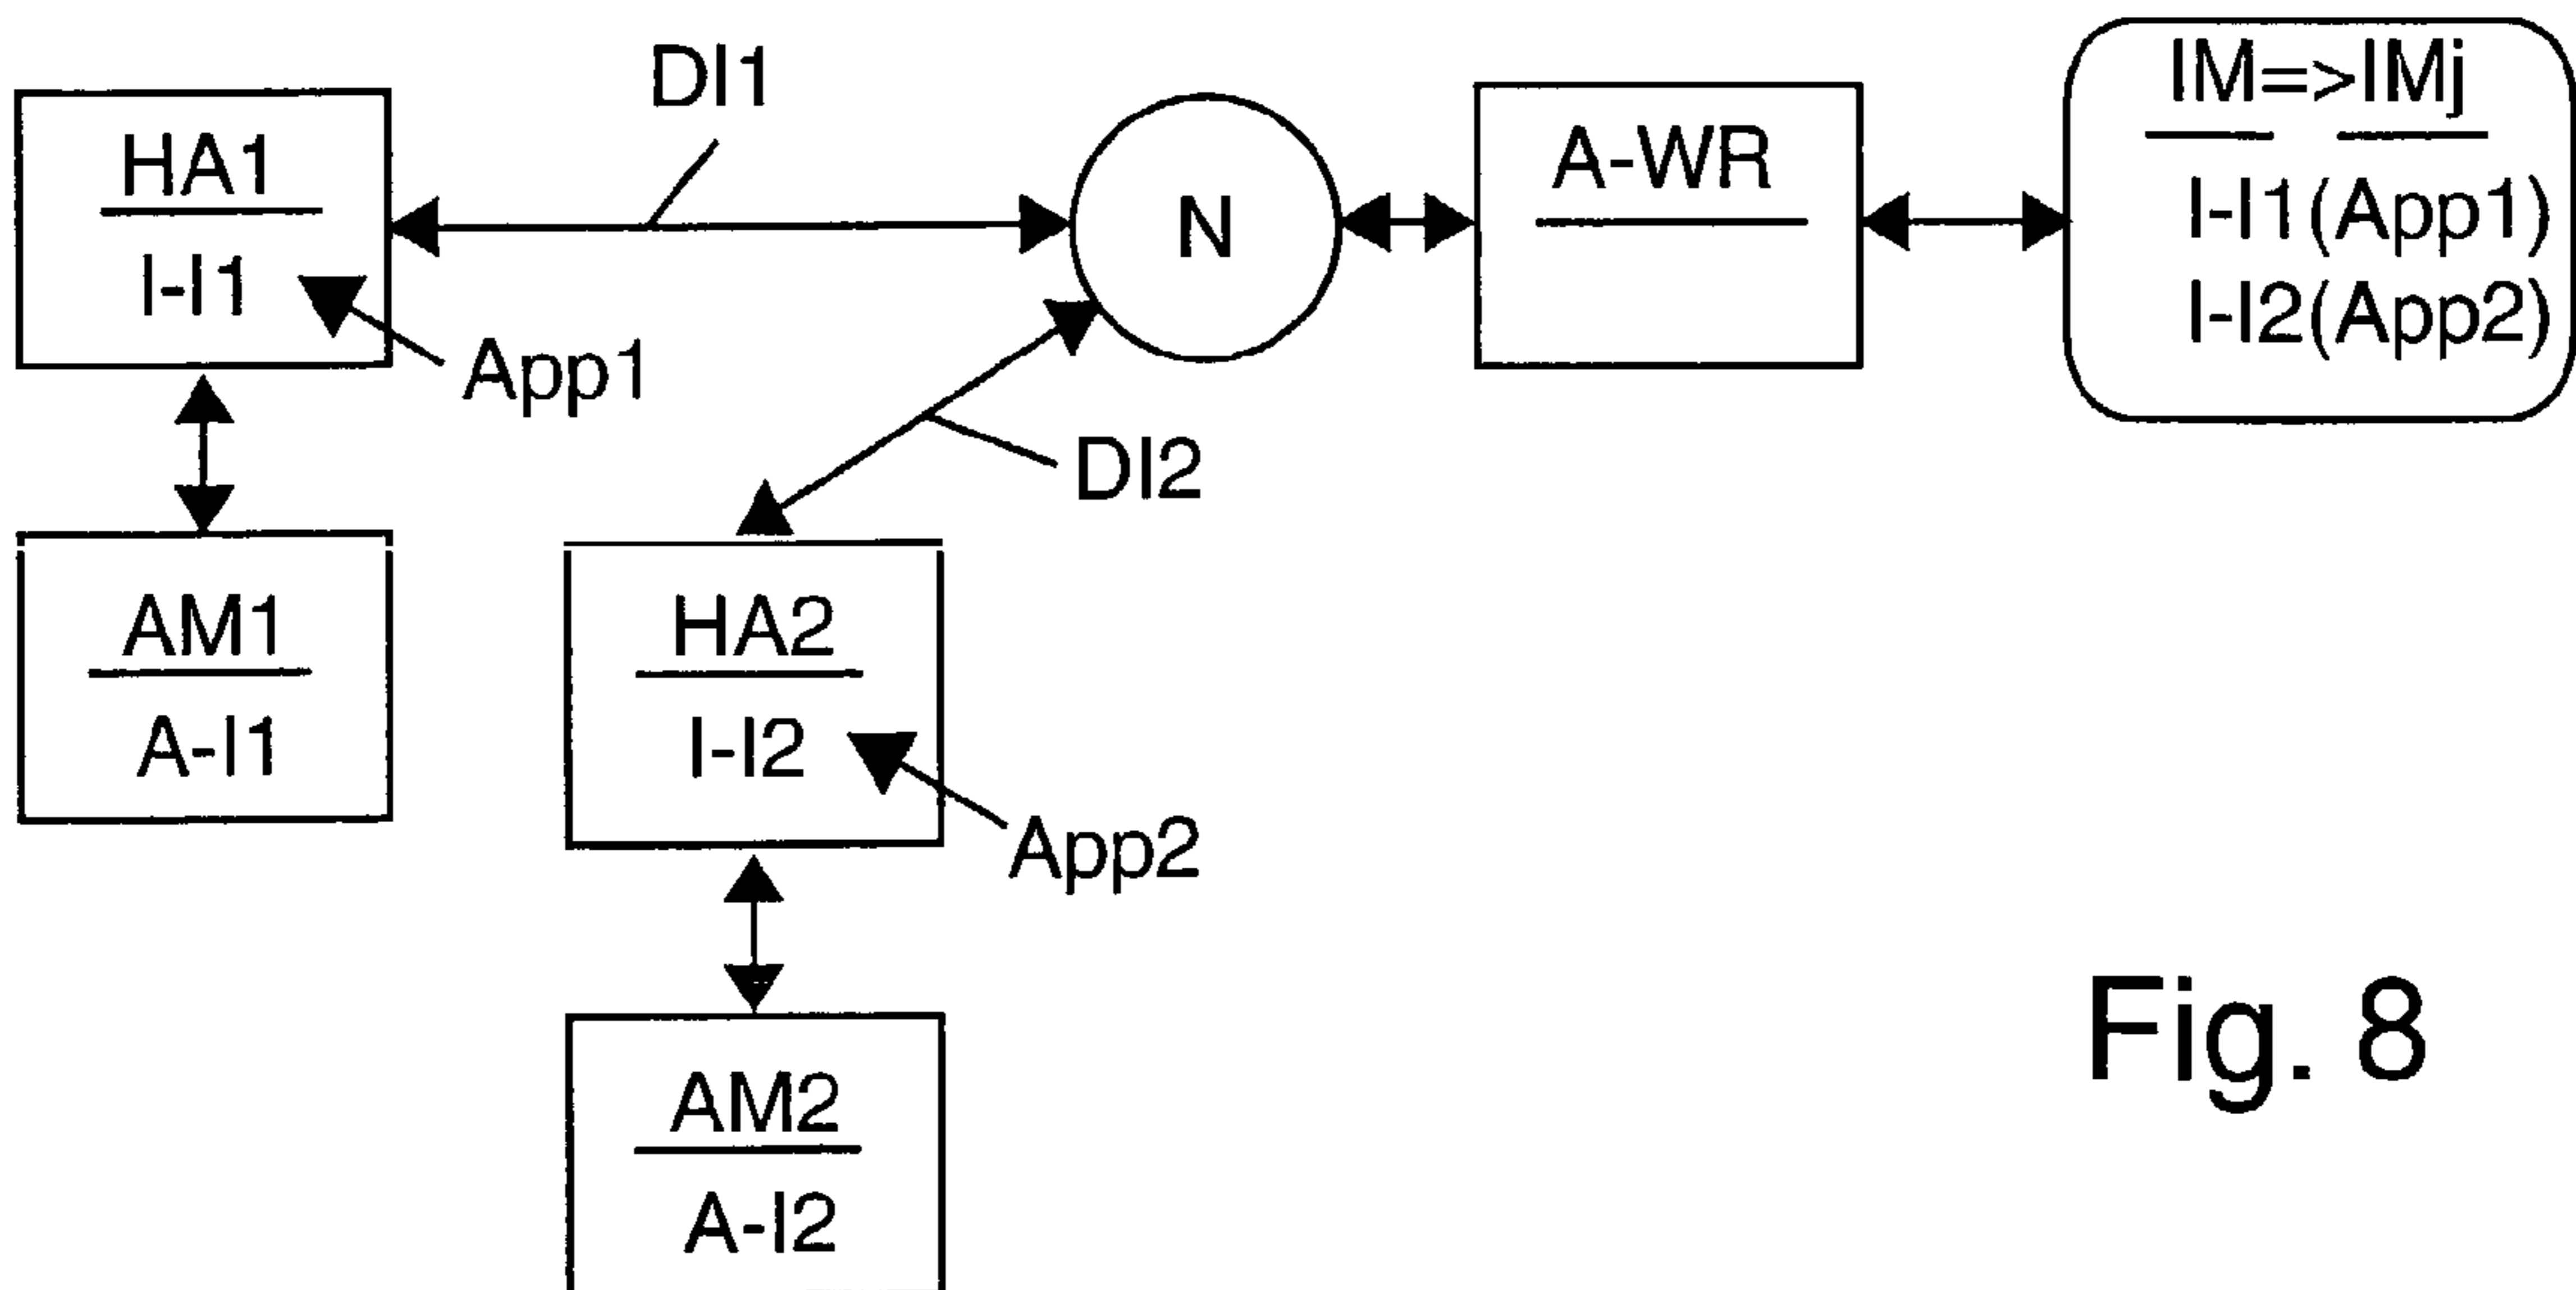 DI1
HA1
I-I1
App1
N
A-WR
IM=>IMj
I-I1(App1)
I-I2(App2)
DI2
AM1
A-I1
HA2
I-I2
App2
AM2
A-I2
Fig. 8